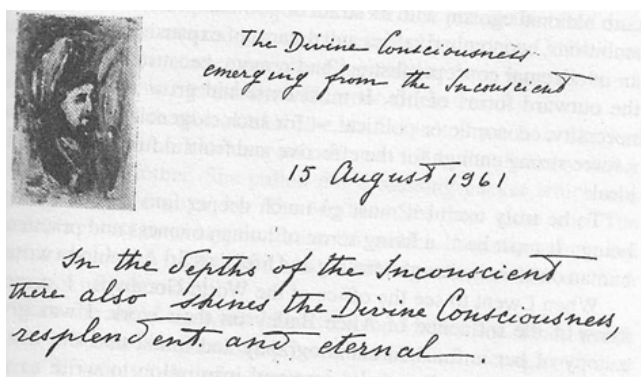 The Divine Consciousness
emerging from the Inconscient
15 August 1961
In the depths of the Inconscient
there also shines the Divine Consciousness,
resplendent and eternal